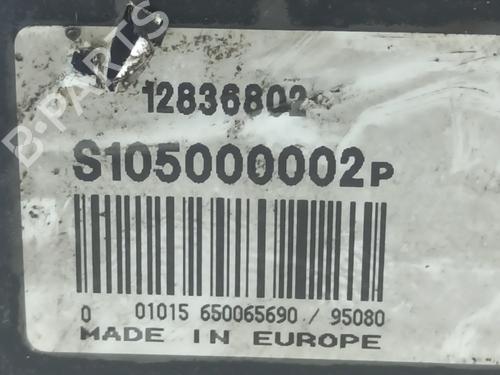 B-PARTS
12836802
S105000002P
0 01015 650065690 / 95080
MADE IN EUROPE